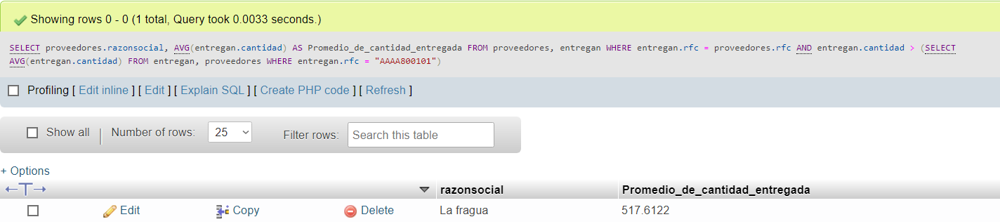 Showing rows 0 - 0 (1 total, Query took 0.0033 seconds.)
SELECT proveedores.razonsocial, AVG(entregan.cantidad) AS Promedio_de_cantidad_entregada FROM proveedores, entregan WHERE entregan.rfc = proveedores.rfc AND entregan.cantidad > (SELECT
AVG(entregan.cantidad) FROM entregan, proveedores WHERE entregan.rfc = "AAAA800101")
Profiling [ Edit inline ] [ Edit ] [ Explain SQL ] [ Create PHP code ] [ Refresh ]
Show all Number of rows: 25 Filter rows: Search this table
+ Options
razonsocial Promedio_de_cantidad_entregada
Edit Copy Delete La fragua 517.6122